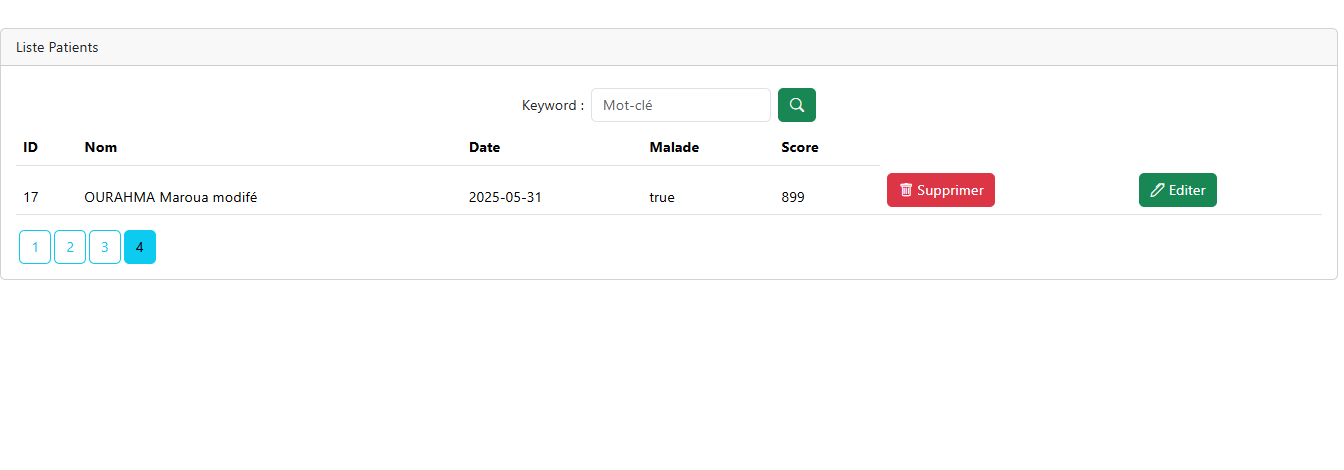 Liste Patients
Keyword : Mot-clé
ID Nom Date Malade Score
17 OURAHMA Maroua modifé 2025-05-31 true 899 Supprimer Editer
1 2 3 4